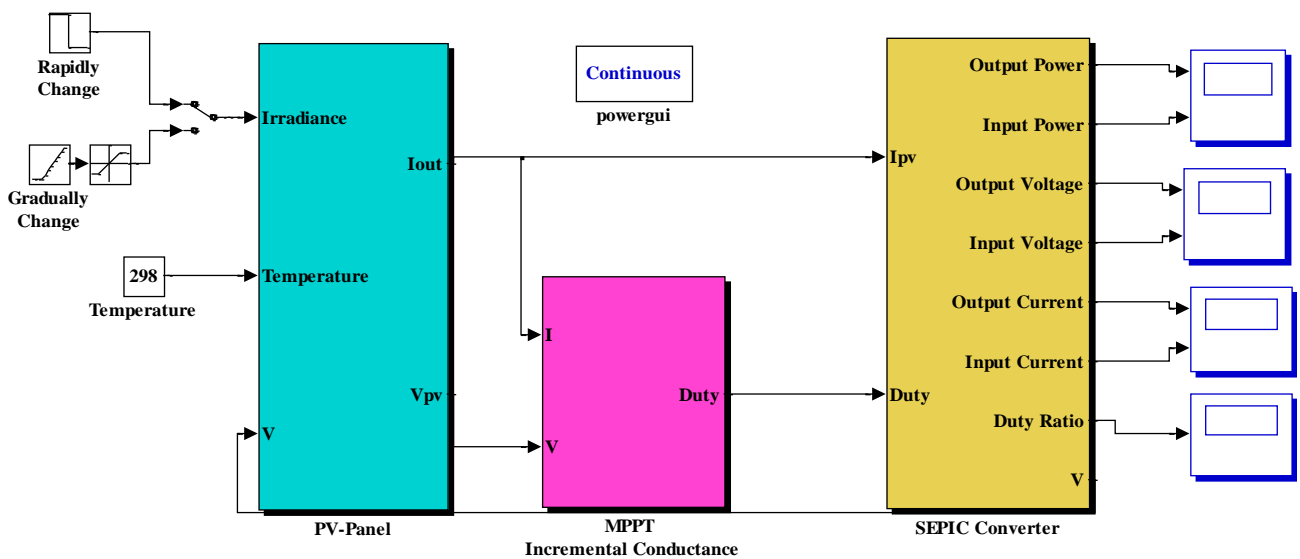 Rapidly
Change
Irradiance
Gradually
Change
298
Temperature
Temperature
Iout
Vpv
V
PV-Panel
Continuous
powergui
I
V
Duty
MPPT
Incremental Conductance
Ipv
Duty
Output Power
Input Power
Output Voltage
Input Voltage
Output Current
Input Current
Duty Ratio
V
SEPIC Converter